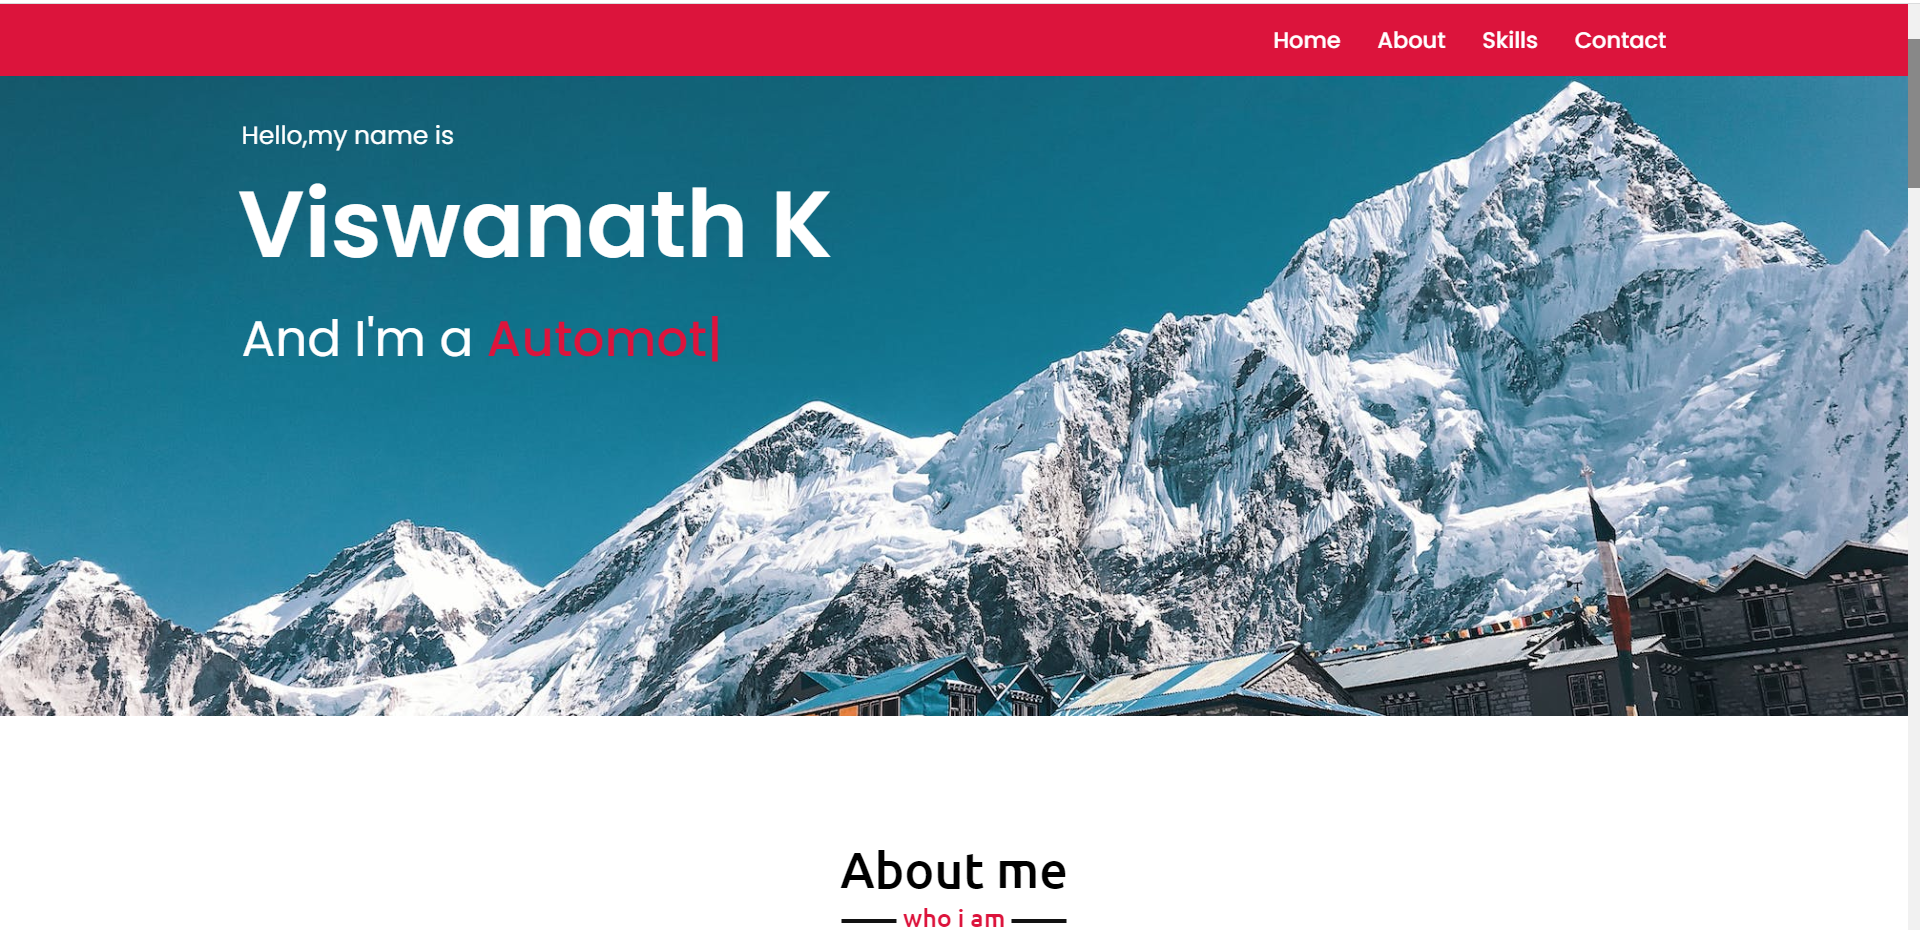 Home About Skills Contact
Hello,my name is
Viswanath K
And I'm a Automot|
About me
who i am